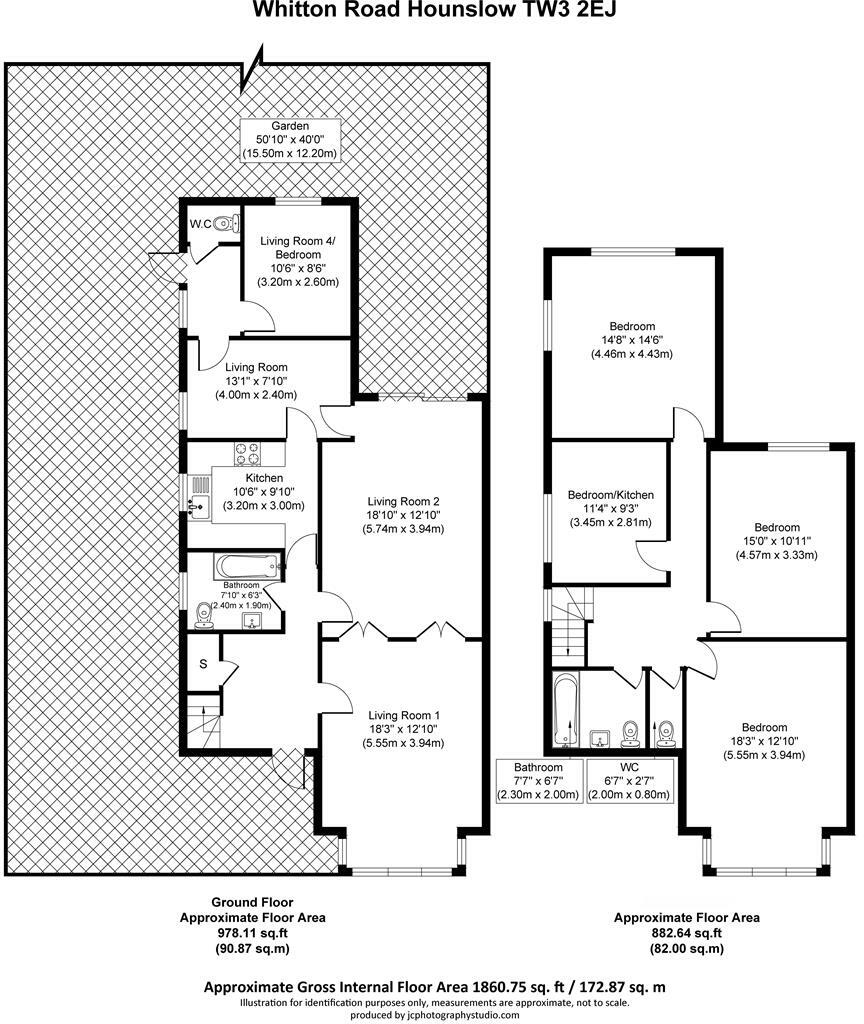 Whitton Road Hounslow TW3 2EJ
Garden
50'10" x 40'0"
(15.50m x 12.20m)
W.C
Living Room 4/
Bedroom
10'6" x 8'6"
(3.20m x 2.60m)
Living Room
13'1" x 7'10"
(4.00m x 2.40m)
Kitchen
10'6" x 9'10"
(3.20m x 3.00m)
Living Room 2
18'10" x 12'10"
(5.74m x 3.94m)
Bathroom
7'10" x 6'3"
(2.40m x 1.90m)
S
Living Room 1
18'3" x 12'10"
(5.55m x 3.94m)
Bedroom
14'8" x 14'6"
(4.46m x 4.43m)
Bedroom/Kitchen
11'4" x 9'3"
(3.45m x 2.81m)
Bedroom
15'0" x 10'11"
(4.57m x 3.33m)
Bedroom
18'3" x 12'10"
(5.55m x 3.94m)
Bathroom
7'7" x 6'7"
(2.30m x 2.00m)
WC
6'7" x 2'7"
(2.00m x 0.80m)
Ground Floor
Approximate Floor Area
978.11 sq.ft
(90.87 sq.m)
Approximate Floor Area
882.64 sq.ft
(82.00 sq.m)
Approximate Gross Internal Floor Area 1860.75 sq. ft / 172.87 sq. m
Illustration for identification purposes only, measurements are approximate, not to scale.
produced by jcphotographystudio.com